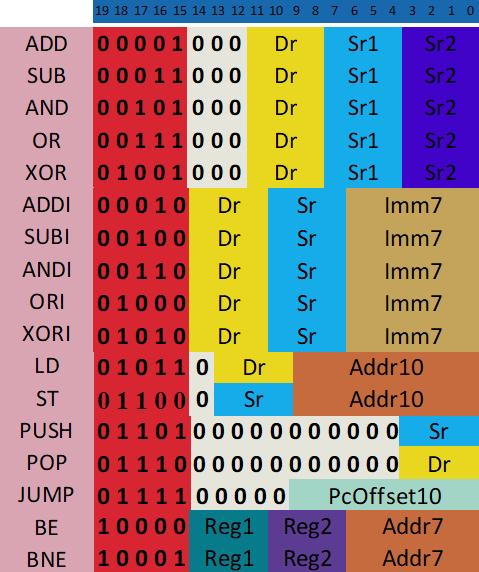 19 18 17 16 15 14 13 12 11 10 9 8 7 6 5 4 3 2 1 0
ADD 0 0 0 0 1 0 0 0 Dr Sr1 Sr2
SUB 0 0 0 1 1 0 0 0 Dr Sr1 Sr2
AND 0 0 1 0 1 0 0 0 Dr Sr1 Sr2
OR 0 0 1 1 1 0 0 0 Dr Sr1 Sr2
XOR 0 1 0 0 1 0 0 0 Dr Sr1 Sr2
ADDI 0 0 0 1 0 Dr Sr Imm7
SUBI 0 0 1 0 0 Dr Sr Imm7
ANDI 0 0 1 1 0 Dr Sr Imm7
ORI 0 1 0 0 0 Dr Sr Imm7
XORI 0 1 0 1 0 Dr Sr Imm7
LD 0 1 0 1 1 0 Dr Addr10
ST 0 1 1 0 0 0 Sr Addr10
PUSH 0 1 1 0 1 0 0 0 0 0 0 0 0 0 0 0 Sr
POP 0 1 1 1 0 0 0 0 0 0 0 0 0 0 0 0 Dr
JUMP 0 1 1 1 1 0 0 0 0 0 PcOffset10
BE 1 0 0 0 0 Reg1 Reg2 Addr7
BNE 1 0 0 0 1 Reg1 Reg2 Addr7